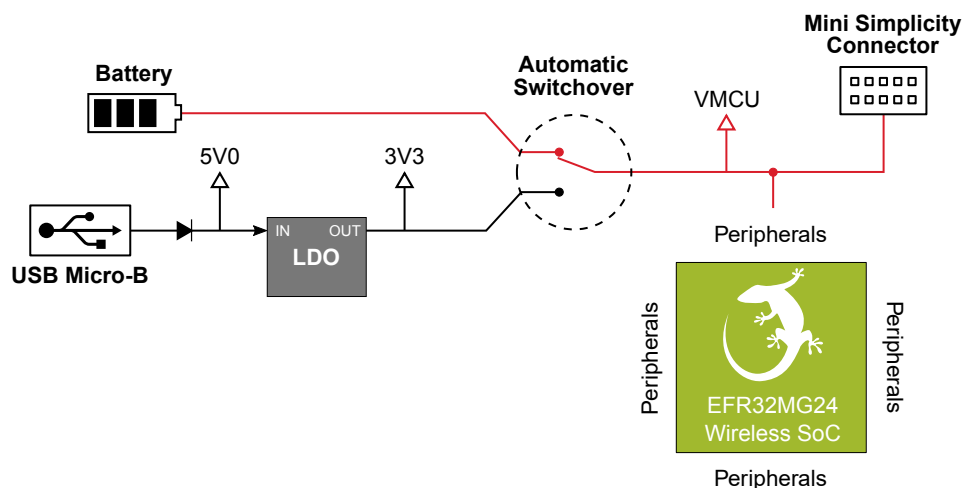 Mini Simplicity
Connector
Automatic
Switchover
Battery
VMCU
5V0
3V3
IN
OUT
LDO
USB Micro-B
Peripherals
Peripherals
Peripherals
EFR32MG24
Wireless SoC
Peripherals